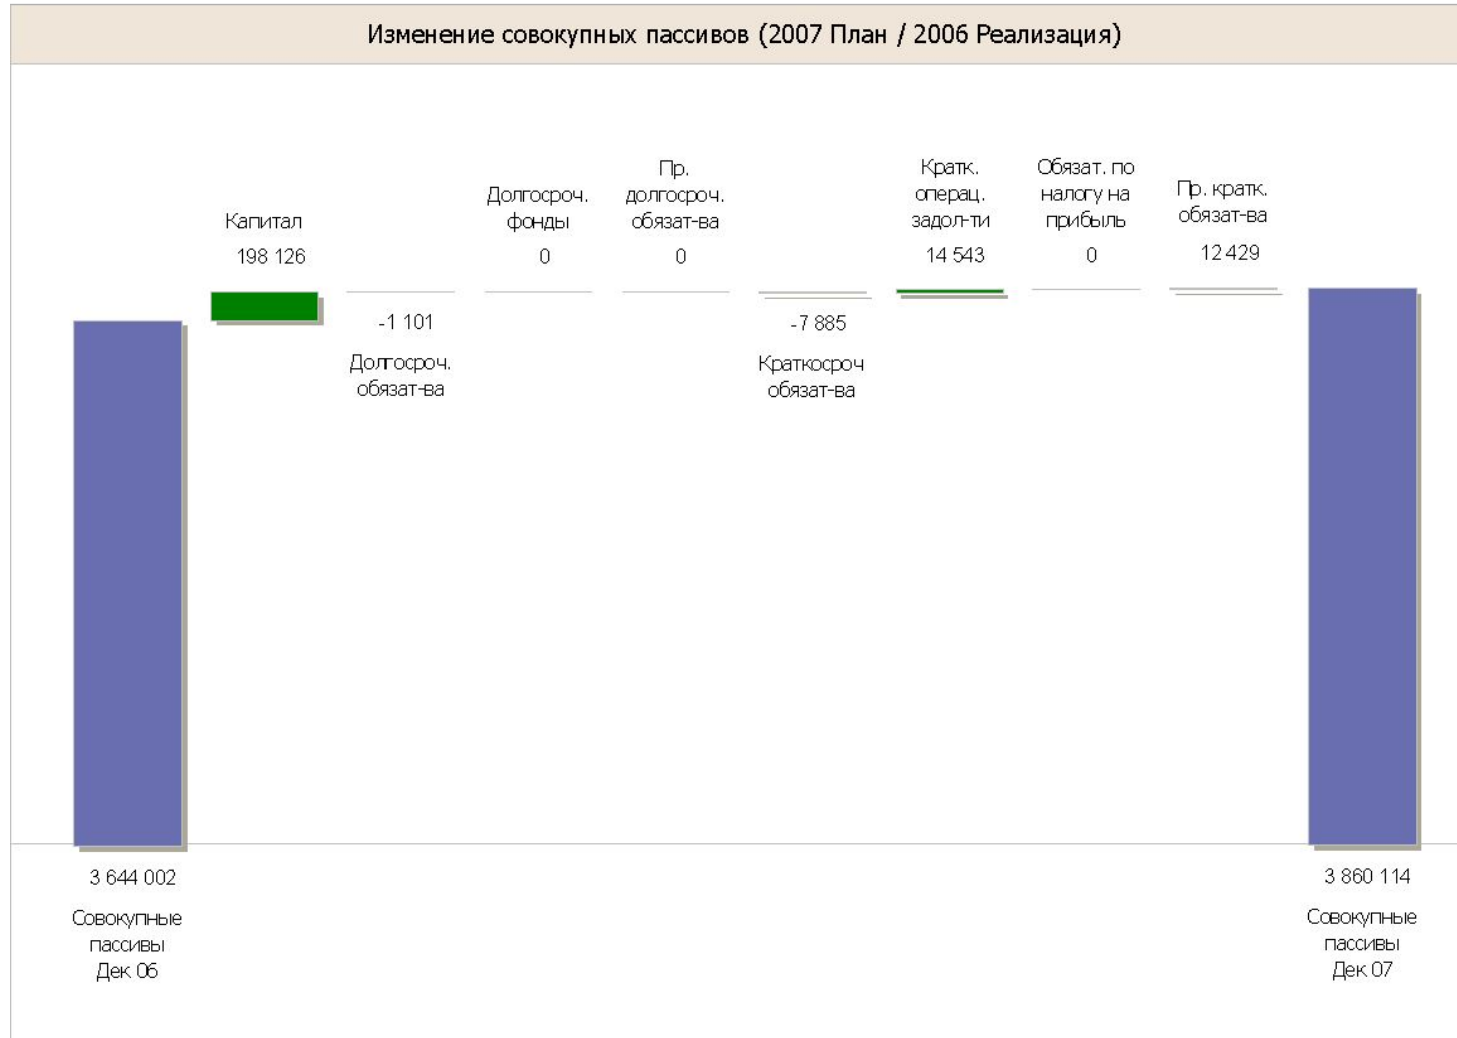 Изменение совокупных пассивов (2007 План / 2006 Реализация)
Капитал
198 126
-1 101
Долгосроч.
обязат-ва
Долгосроч.
фонды
0
Пр.
долгосроч.
обязат-ва
0
-7 885
Краткосроч
обязат-ва
Кратк.
операц.
задол-ти
14 543
Обязат. по
налогу на
прибыль
0
Пр. кратк.
обязат-ва
12 429
3 644 002
Совокупные
пассивы
Дек 06
3 860 114
Совокупные
пассивы
Дек 07